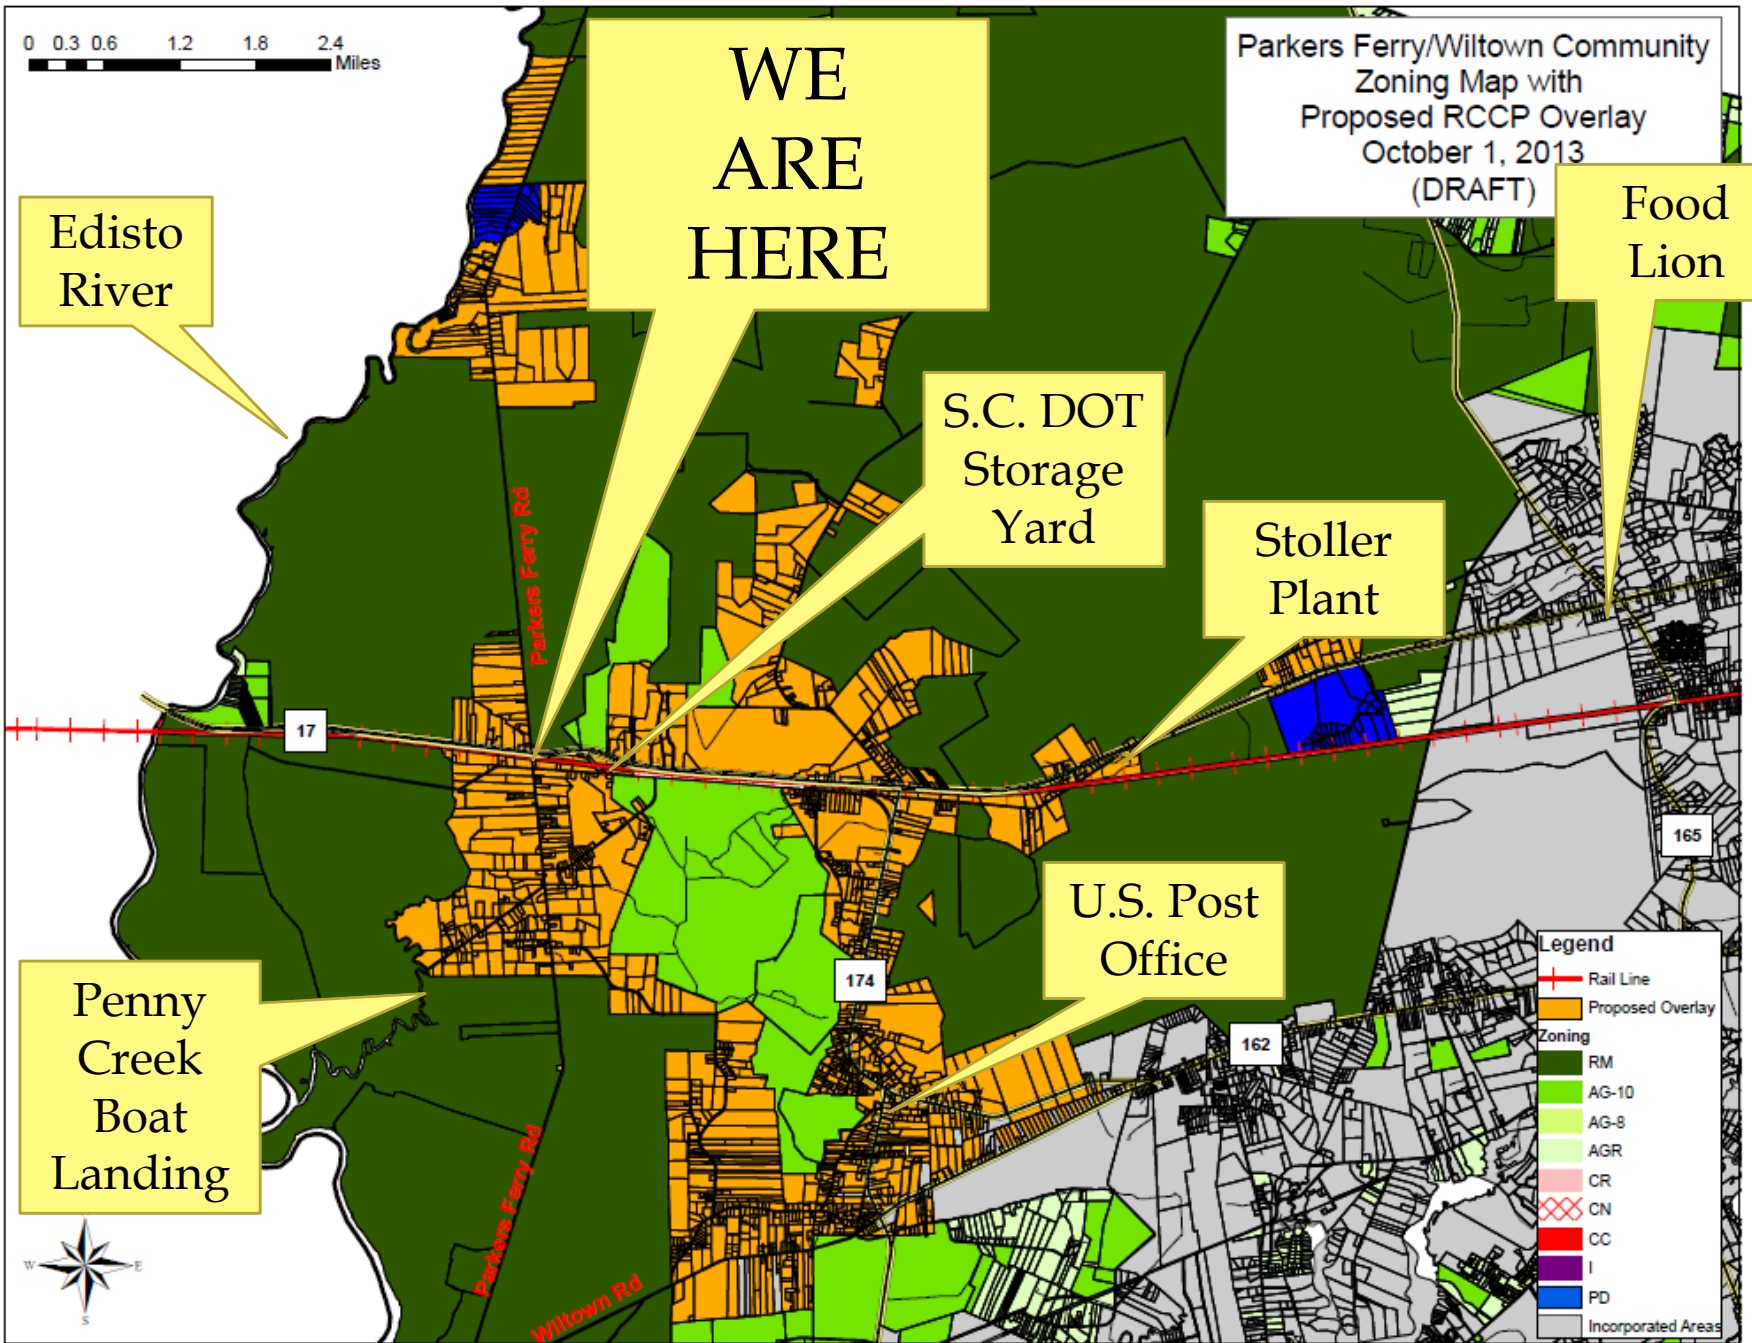 0 0.3 0.6 1.2 1.8 2.4
Miles
WE
ARE
HERE
Parkers Ferry/Wiltown Community
Zoning Map with
Proposed RCCP Overlay
October 1, 2013
(DRAFT)
Food
Lion
Edisto
River
S.C. DOT
Storage
Yard
Stoller
Plant
Parkers Ferry Rd
17
165
U.S. Post
Office
174
162
Penny
Creek
Boat
Landing
Parkers Ferry Rd
Wiltown Rd
W
E
S
Legend
Rail Line
Proposed Overlay
Zoning
RM
AG-10
AG-8
AGR
CR
CN
CC
I
PD
Incorporated Areas